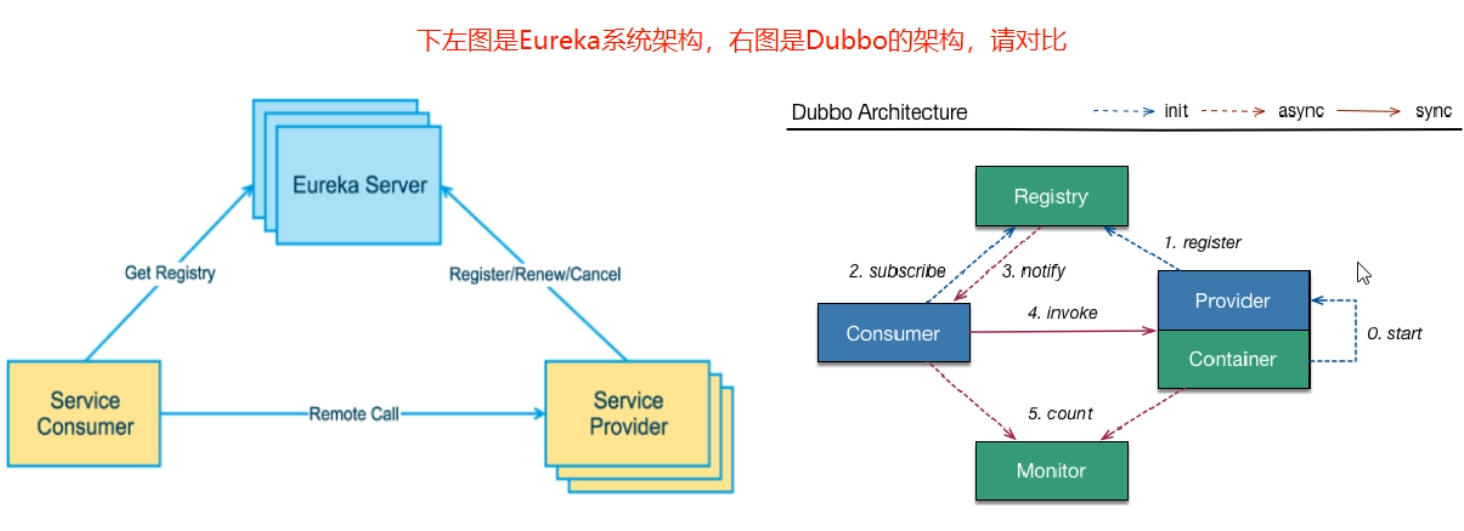 下左图是Eureka系统架构，右图是Dubbo的架构，请对比
Eureka Server
Get Registry
Register/Renew/Cancel
Service
Consumer
Remote Call
Service
Provider
Dubbo Architecture
init
async
sync
Registry
1. register
2. subscribe
3. notify
Provider
4. invoke
Consumer
0. start
Container
5. count
Monitor